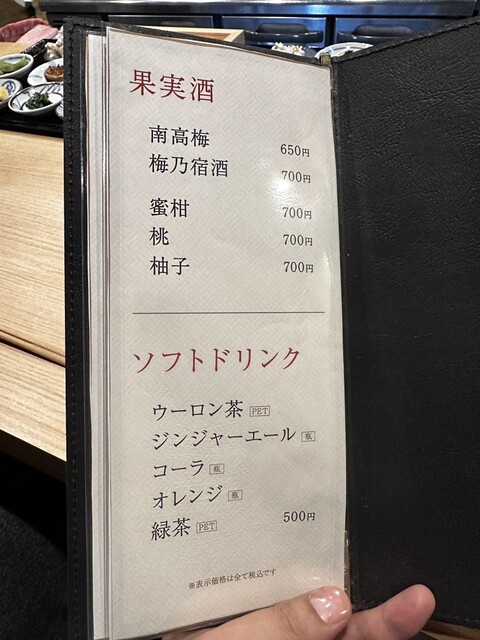 果実酒
南高梅 650円
梅乃宿酒 700円
蜜柑 700円
桃 700円
柚子 700円
ソフトドリンク
ウーロン茶 PET
ジンジャーエール 瓶
コーラ 瓶
オレンジ 瓶
緑茶 PET 500円
※表示価格は全て税込です